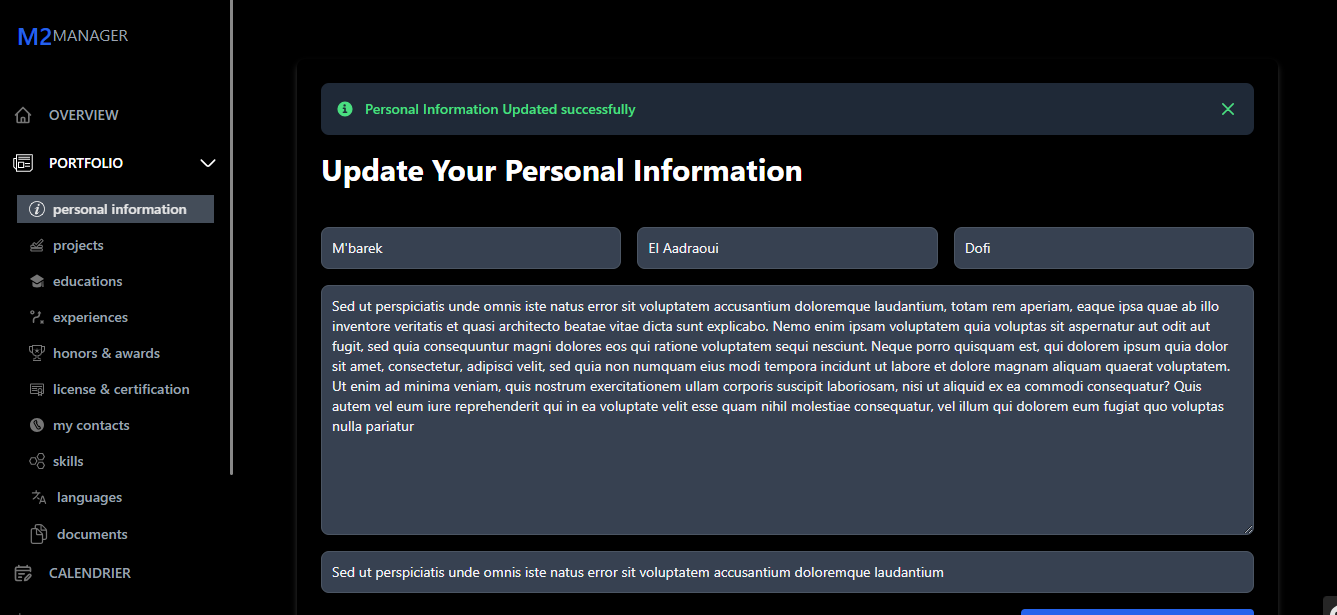 M2MANAGER
OVERVIEW
PORTFOLIO
personal information
projects
educations
experiences
honors & awards
license & certification
my contacts
skills
languages
documents
CALENDRIER
Personal Information Updated successfully
Update Your Personal Information
M'barek
El Aadraoui
Dofi
Sed ut perspiciatis unde omnis iste natus error sit voluptatem accusantium doloremque laudantium, totam rem aperiam, eaque ipsa quae ab illo
inventore veritatis et quasi architecto beatae vitae dicta sunt explicabo. Nemo enim ipsam voluptatem quia voluptas sit aspernatur aut odit aut
fugit, sed quia consequuntur magni dolores eos qui ratione voluptatem sequi nesciunt. Neque porro quisquam est, qui dolorem ipsum quia dolor
sit amet, consectetur, adipisci velit, sed quia non numquam eius modi tempora incidunt ut labore et dolore magnam aliquam quaerat voluptatem.
Ut enim ad minima veniam, quis nostrum exercitationem ullam corporis suscipit laboriosam, nisi ut aliquid ex ea commodi consequatur? Quis
autem vel eum iure reprehenderit qui in ea voluptate velit esse quam nihil molestiae consequatur, vel illum qui dolorem eum fugiat quo voluptas
nulla pariatur
Sed ut perspiciatis unde omnis iste natus error sit voluptatem accusantium doloremque laudantium